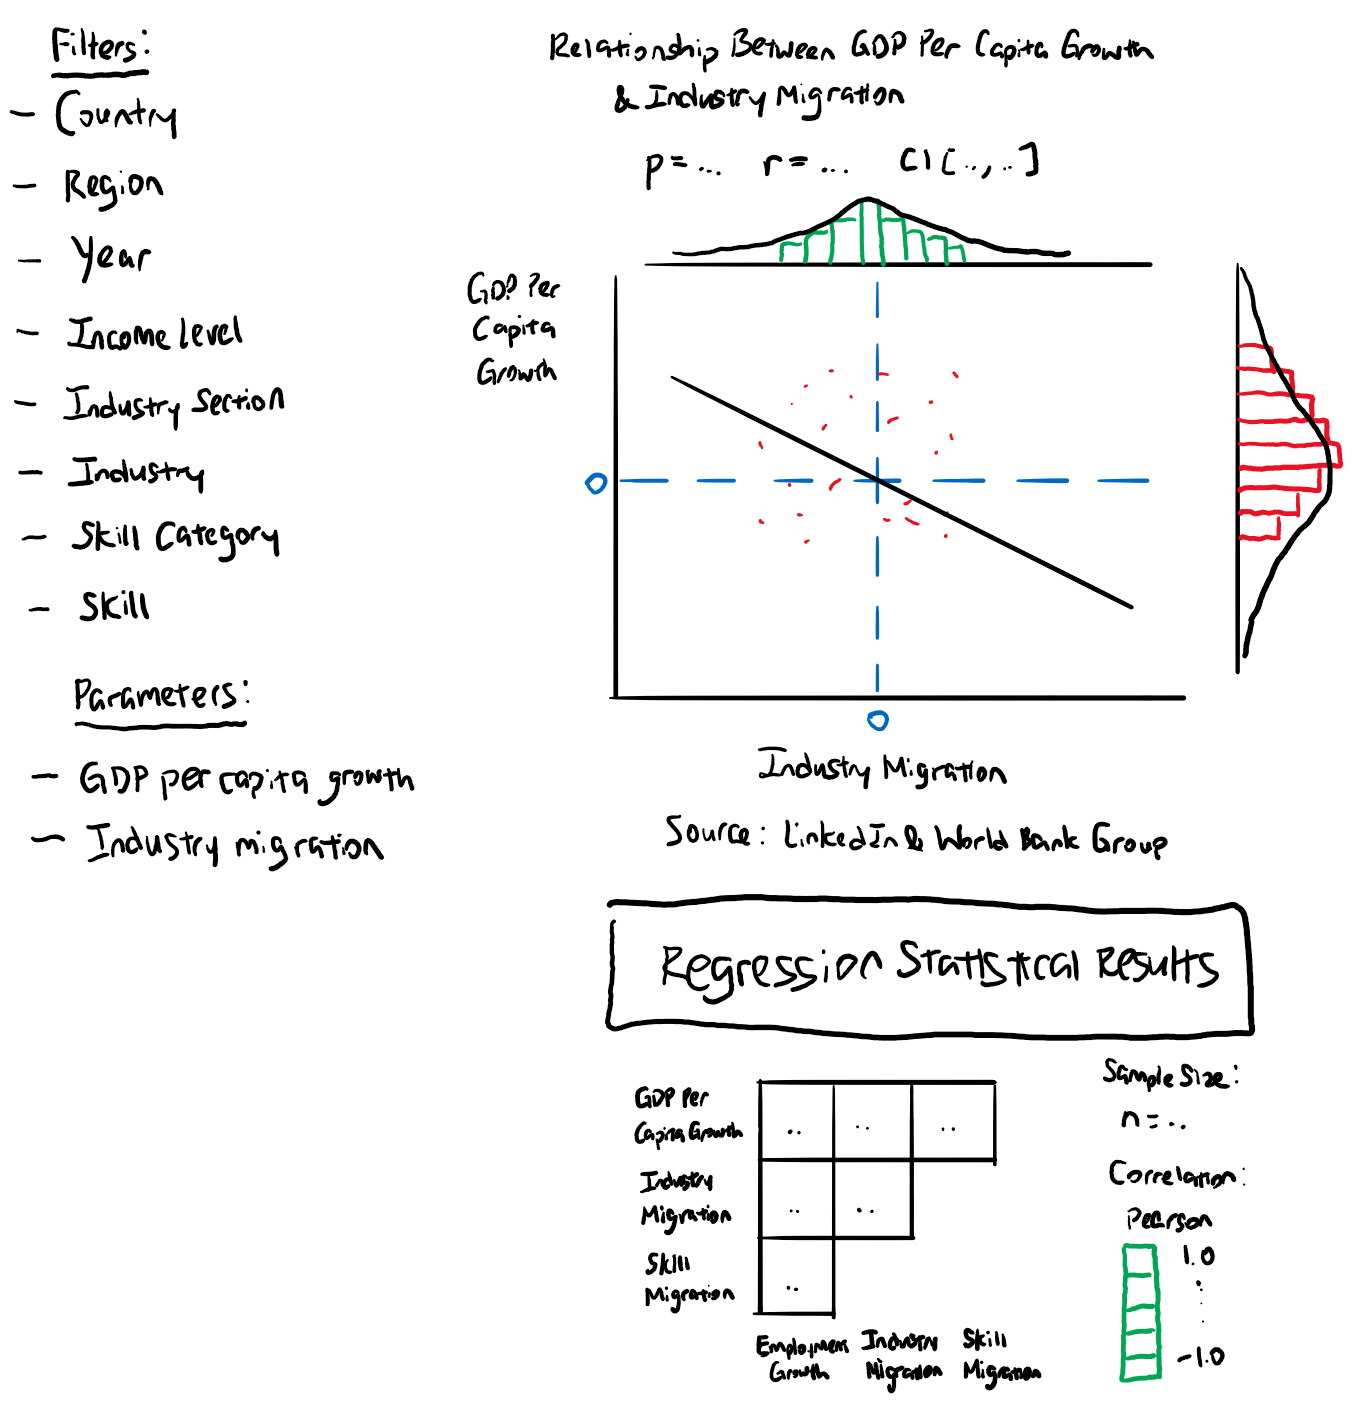 Filters:
- Country
- Region
- Year
- Income level
- Industry Section
- Industry
- Skill Category
- Skill
Parameters:
- GDP per capita growth
- Industry migration
Relationship Between GDP Per Capita Growth
& Industry Migration
p=... r=... CI [..,..]
GDP Per
Capita
Growth
0
0
Industry Migration
Source: LinkedIn & World Bank Group
Regression Statistical Results
GDP Per
Capita Growth
.. .. ..
Industry
Migration
.. ..
Skill
Migration
..
Employment Growth
Industry Migration
Skill Migration
Sample Size:
n=..
Correlation:
Pearson
1.0
-1.0